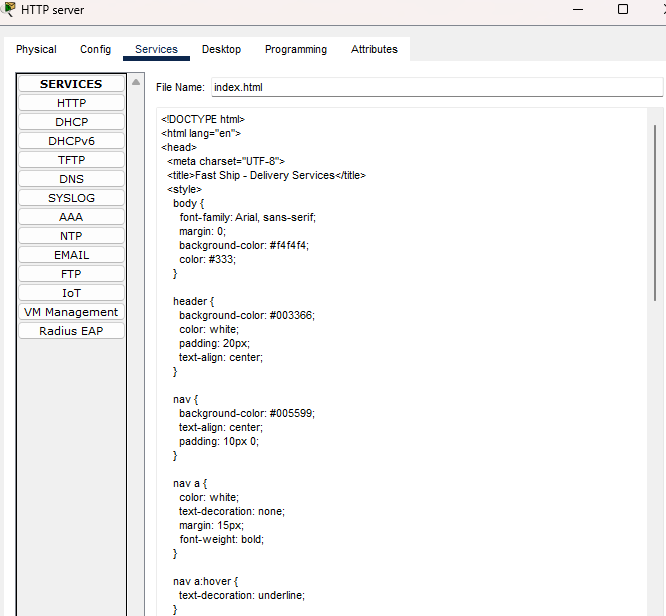 HTTP server
Physical Config Services Desktop Programming Attributes
SERVICES
HTTP
DHCP
DHCPv6
TFTP
DNS
SYSLOG
AAA
NTP
EMAIL
FTP
IoT
VM Management
Radius EAP
File Name: index.html
<!DOCTYPE html>
<html lang="en">
<head>
<meta charset="UTF-8">
<title>Fast Ship - Delivery Services</title>
<style>
body {
font-family: Arial, sans-serif;
margin: 0;
background-color: #f4f4f4;
color: #333;
}
header {
background-color: #003366;
color: white;
padding: 20px;
text-align: center;
}
nav {
background-color: #005599;
text-align: center;
padding: 10px 0;
}
nav a {
color: white;
text-decoration: none;
margin: 15px;
font-weight: bold;
}
nav a:hover {
text-decoration: underline;
}